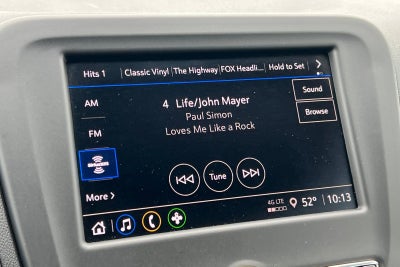 Hits 1 Classic Vinyl The Highway FOX Headli... Hold to Set
AM
4 Life/John Mayer
Sound
Paul Simon
Browse
FM
Loves Me Like a Rock
Tune
More >
4G LTE 52° 10:13